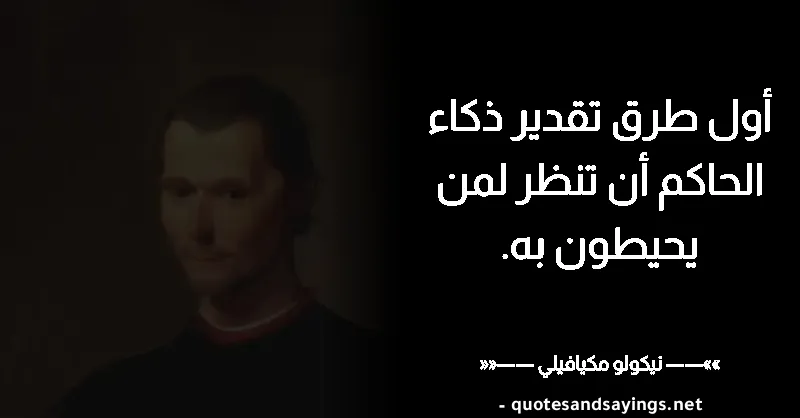 أول طرق تقدير ذكاء
الحاكم أن تنظر لمن
يحيطون به.
»»—— نيكولو مكيافيلي ——««
- quotesandsayings.net